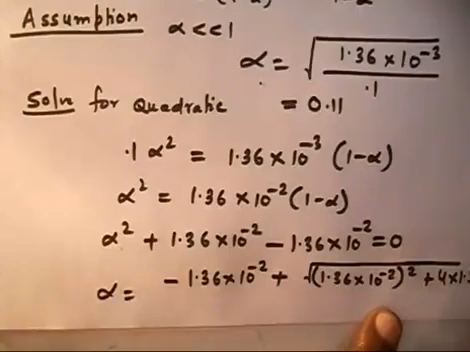 1-α
Assumption α << 1
α = √(1.36 × 10⁻³ / .1)
Soln for Quadratic = 0.11
.1 α² = 1.36 × 10⁻³ (1-α)
α² = 1.36 × 10⁻² (1-α)
α² + 1.36 × 10⁻² - 1.36 × 10⁻² = 0
α = - 1.36 × 10⁻² + √(1.36 × 10⁻²)² + 4 × 1.